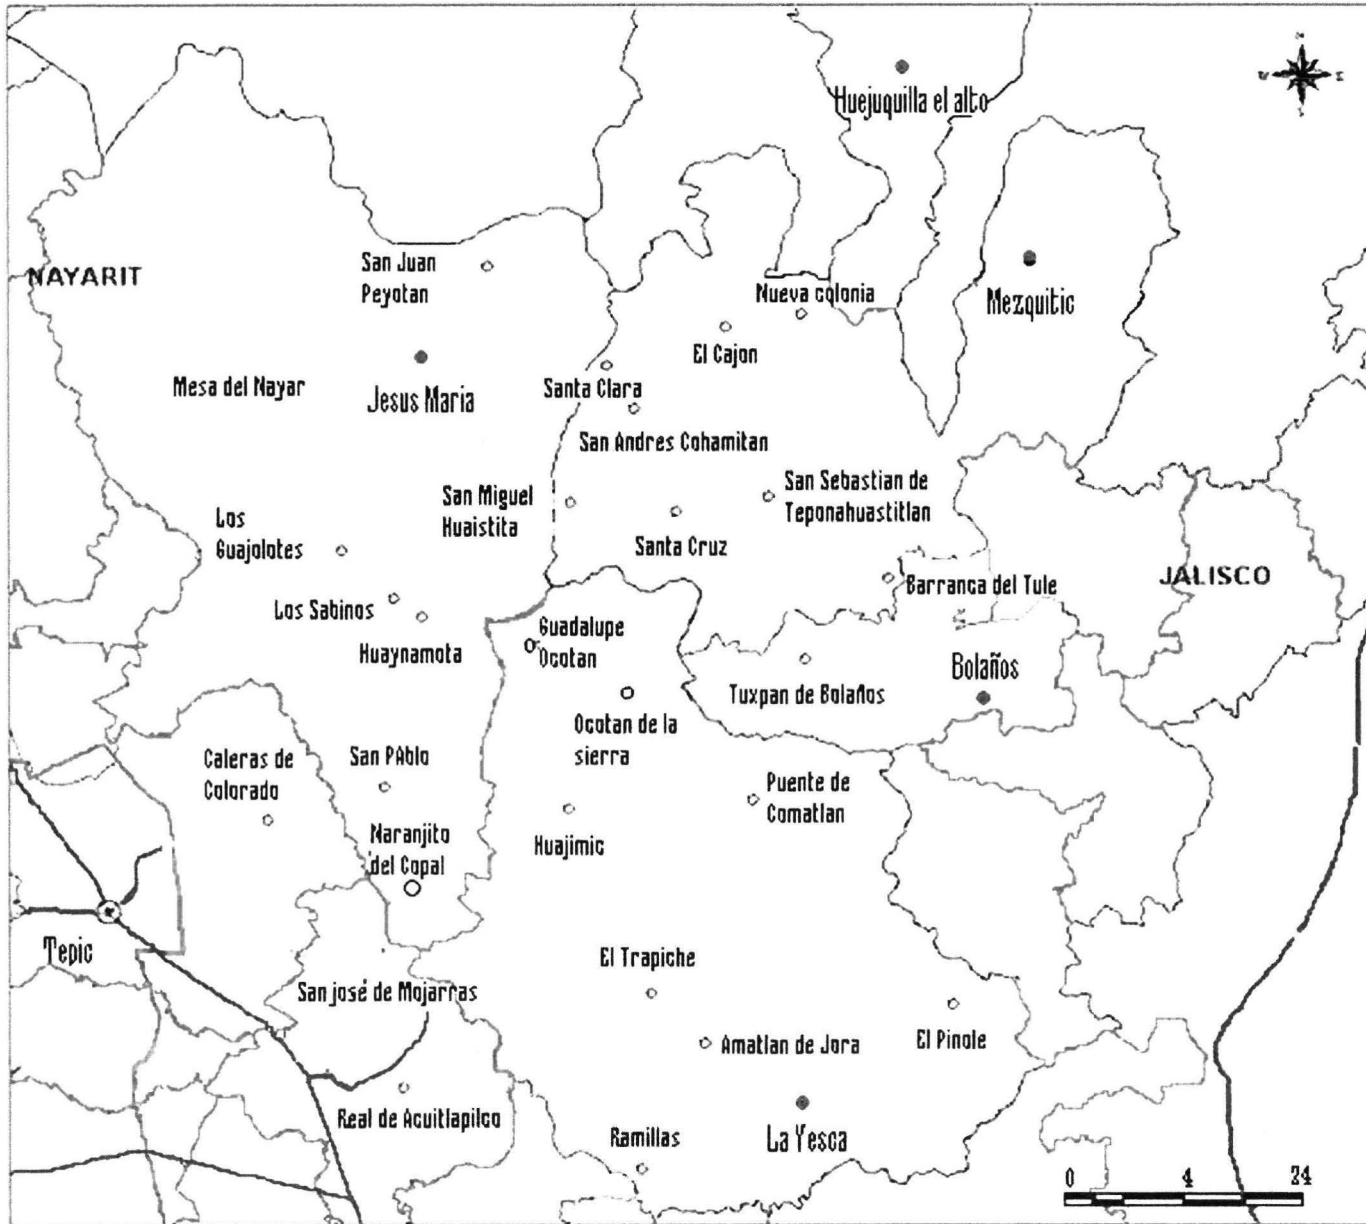 N
W
E
S
Huejuquilla el alto
NAYARIT
San Juan
Peyotan
Nueva colonia
Mezquitic
El Cajon
Mesa del Nayar
Jesus Maria
Santa Clara
San Andres Cohamitan
San Miguel
Huaistita
San Sebastian de
Teponahuastitlan
Los
Guajolotes
Santa Cruz
Barranca del Tule
JALISCO
Los Sabinos
Huaynamota
Guadalupe
Ocotan
Tuxpan de Bolaños
Bolaños
Ocotan de la
sierra
Caleras de
Colorado
San PAblo
Puente de
Comatlan
Naranjito
del Copal
Huajimic
Tepic
El Trapiche
San josé de Mojarras
Amatlan de Jora
El Pinole
Real de Acuitlapilco
Ramillas
La Yesca
0 4 24